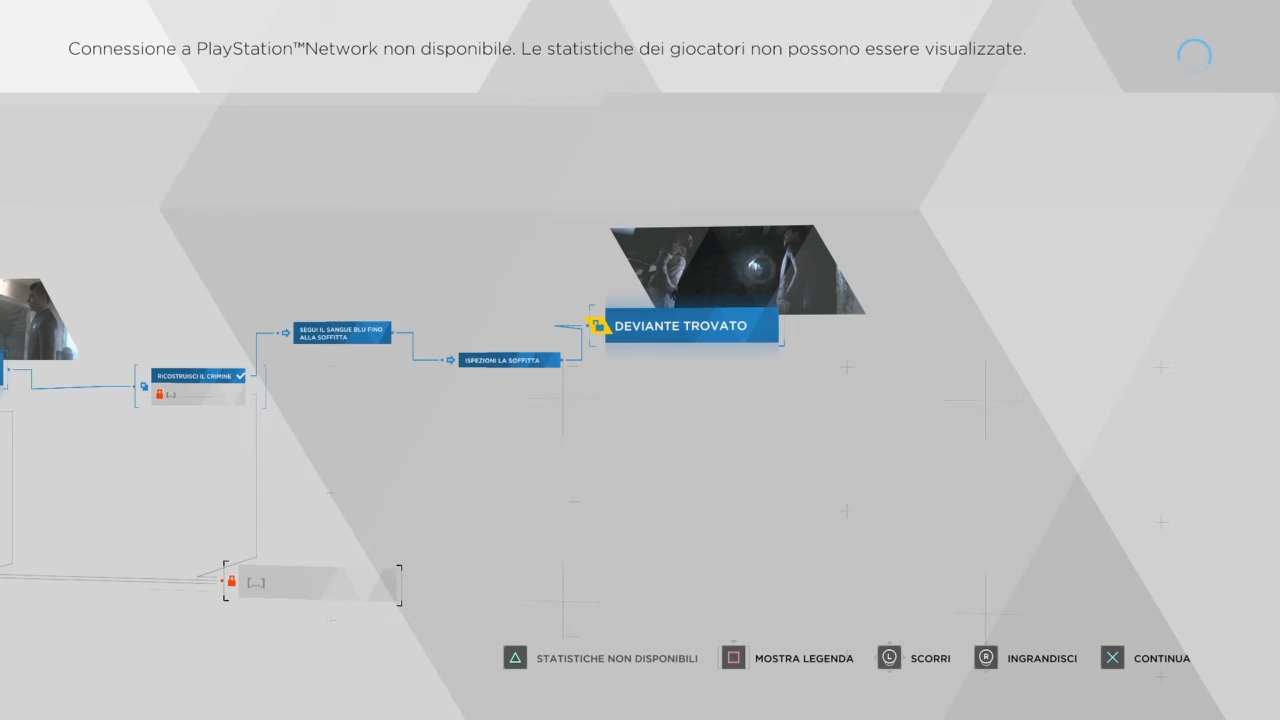 Connessione a PlayStation™Network non disponibile. Le statistiche dei giocatori non possono essere visualizzate.
DEVIANTE TROVATO
SEGUI IL SANGUE BLU FINO
ALLA SOFFITTA
ISPEZIONI LA SOFFITTA
RICOSTRUISCI IL CRIMINE
[...]
[...]
STATISTICHE NON DISPONIBILI
MOSTRA LEGENDA
L
SCORRI
R
INGRANDISCI
CONTINUA